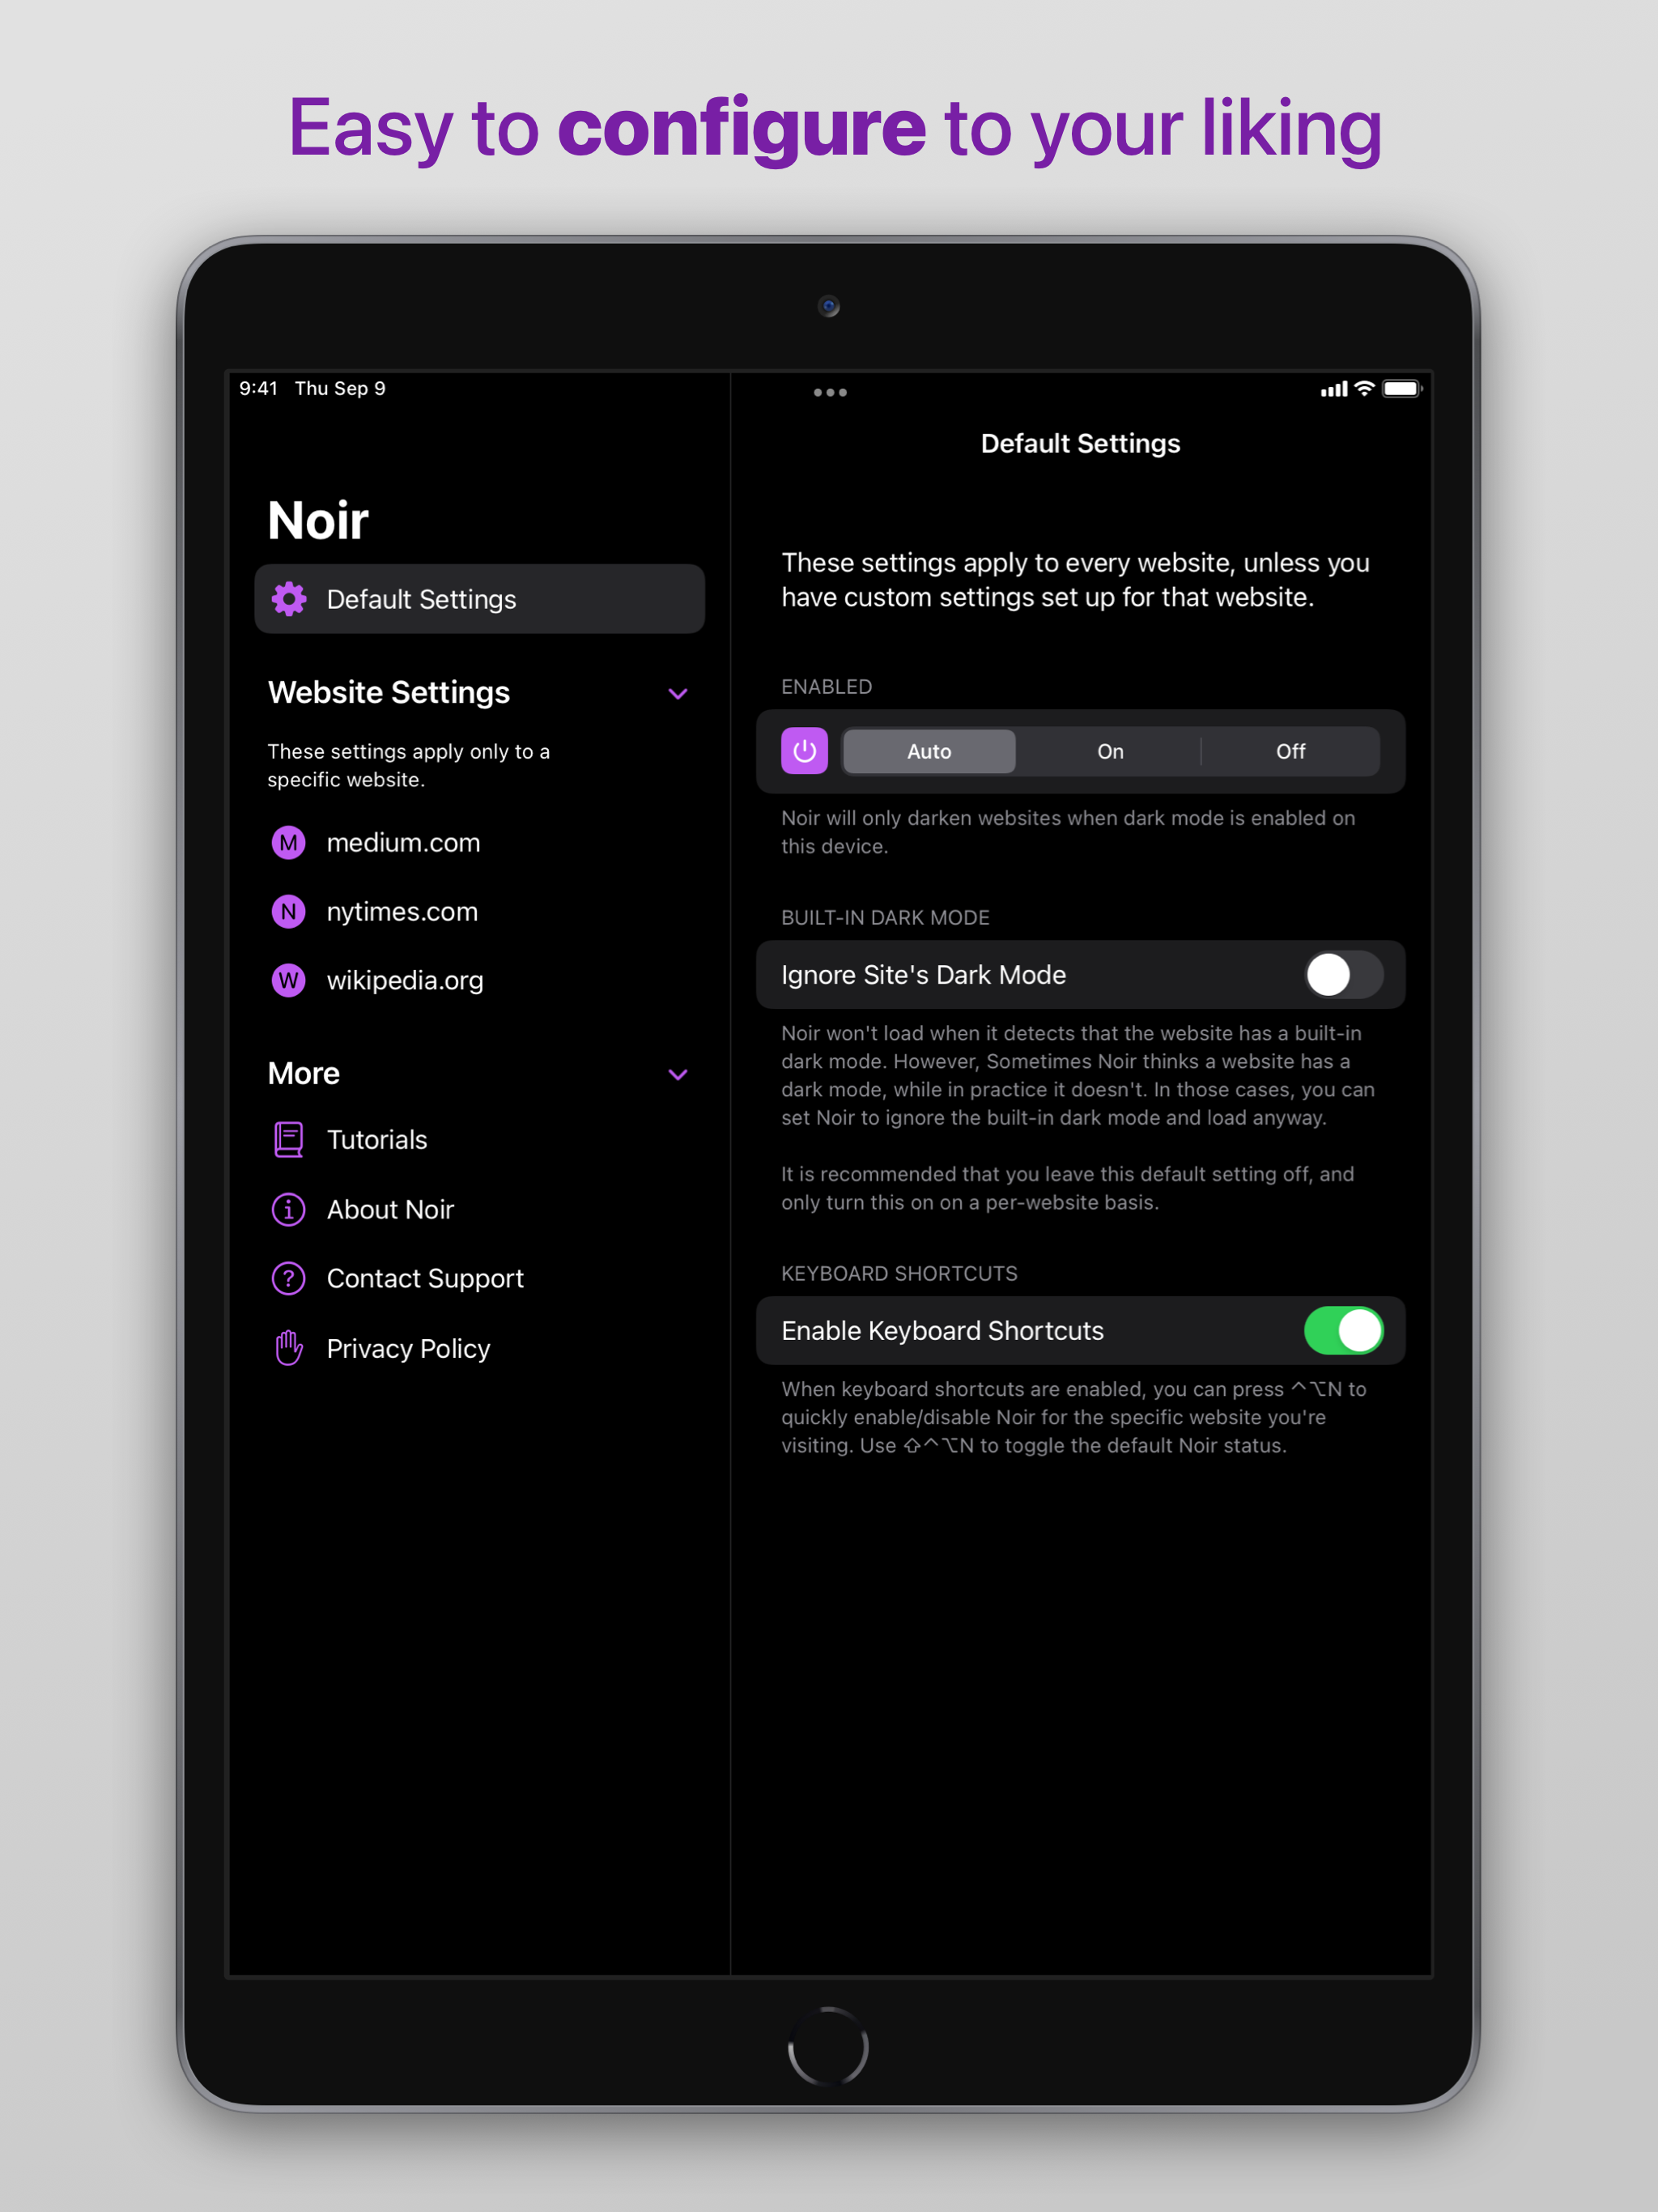 Easy to configure to your liking
9:41 Thu Sep 9
Noir
Default Settings
Website Settings
These settings apply only to a
specific website.
M medium.com
N nytimes.com
W wikipedia.org
More
Tutorials
About Noir
Contact Support
Privacy Policy
Default Settings
These settings apply to every website, unless you
have custom settings set up for that website.
ENABLED
Auto On Off
Noir will only darken websites when dark mode is enabled on
this device.
BUILT-IN DARK MODE
Ignore Site's Dark Mode
Noir won't load when it detects that the website has a built-in
dark mode. However, Sometimes Noir thinks a website has a
dark mode, while in practice it doesn't. In those cases, you can
set Noir to ignore the built-in dark mode and load anyway.
It is recommended that you leave this default setting off, and
only turn this on on a per-website basis.
KEYBOARD SHORTCUTS
Enable Keyboard Shortcuts
When keyboard shortcuts are enabled, you can press ⌃⌥N to
quickly enable/disable Noir for the specific website you're
visiting. Use ⇧⌃⌥N to toggle the default Noir status.